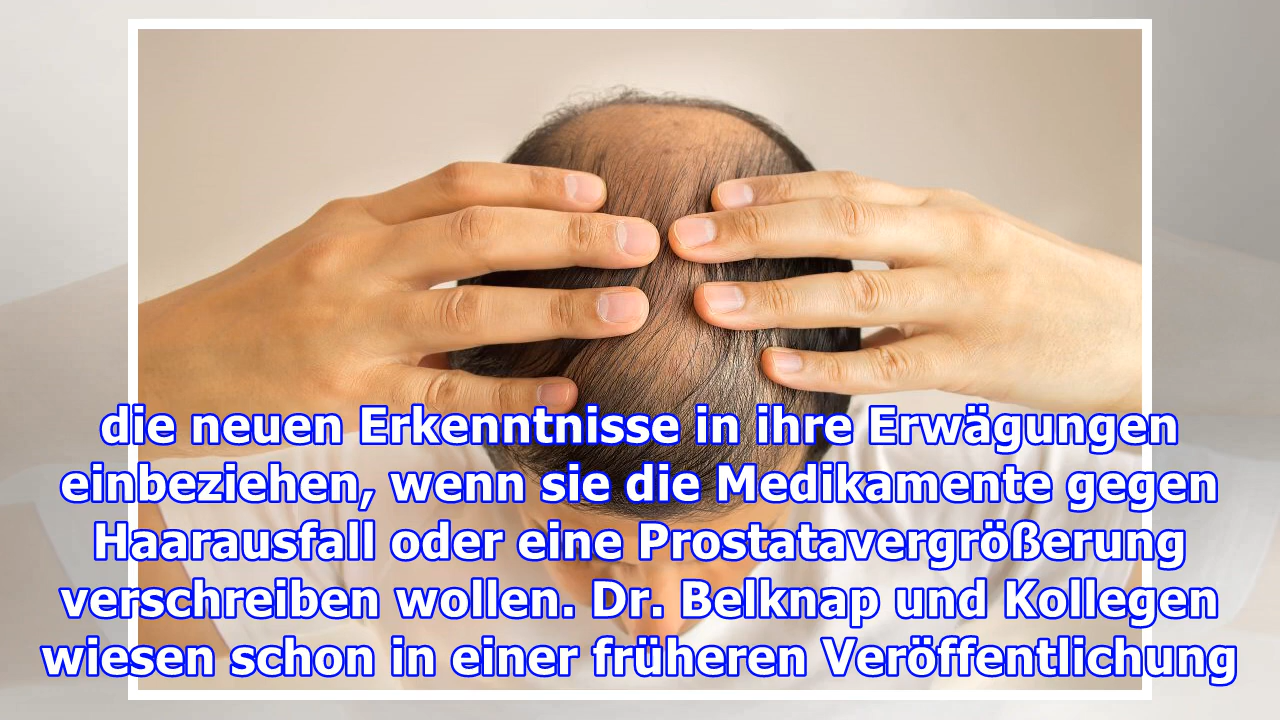 die neuen Erkenntnisse in ihre Erwägungen
einbeziehen, wenn sie die Medikamente gegen
Haarausfall oder eine Prostatavergrößerung
verschreiben wollen. Dr. Belknap und Kollegen
wiesen schon in einer früheren Veröffentlichung